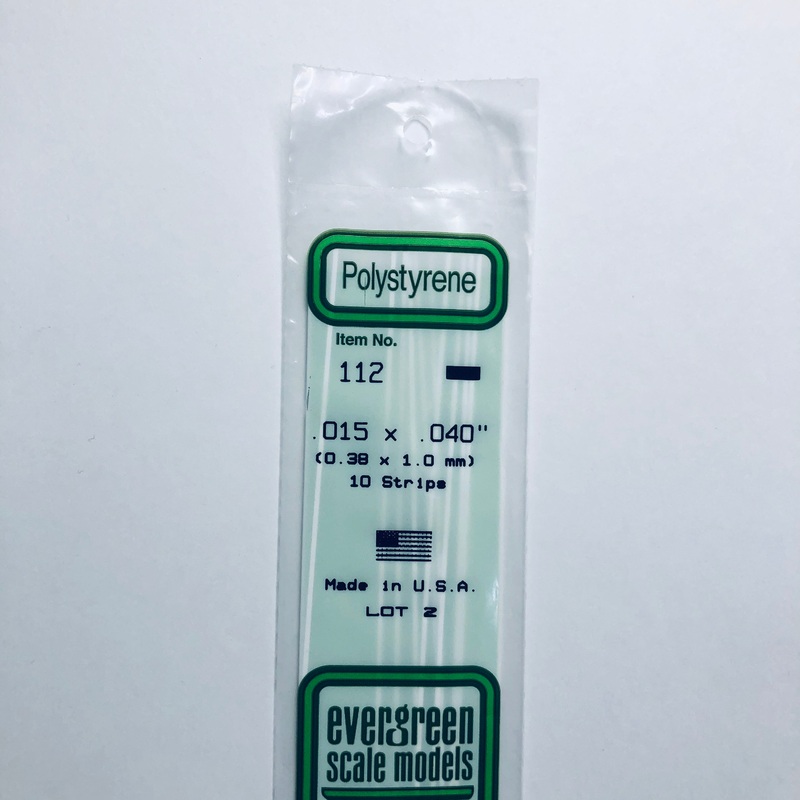 Polystyrene
Item No.
112
.015 x .040"
(0.38 x 1.0 mm)
10 Strips
Made in U.S.A.
LOT 2
evergreen
scale models